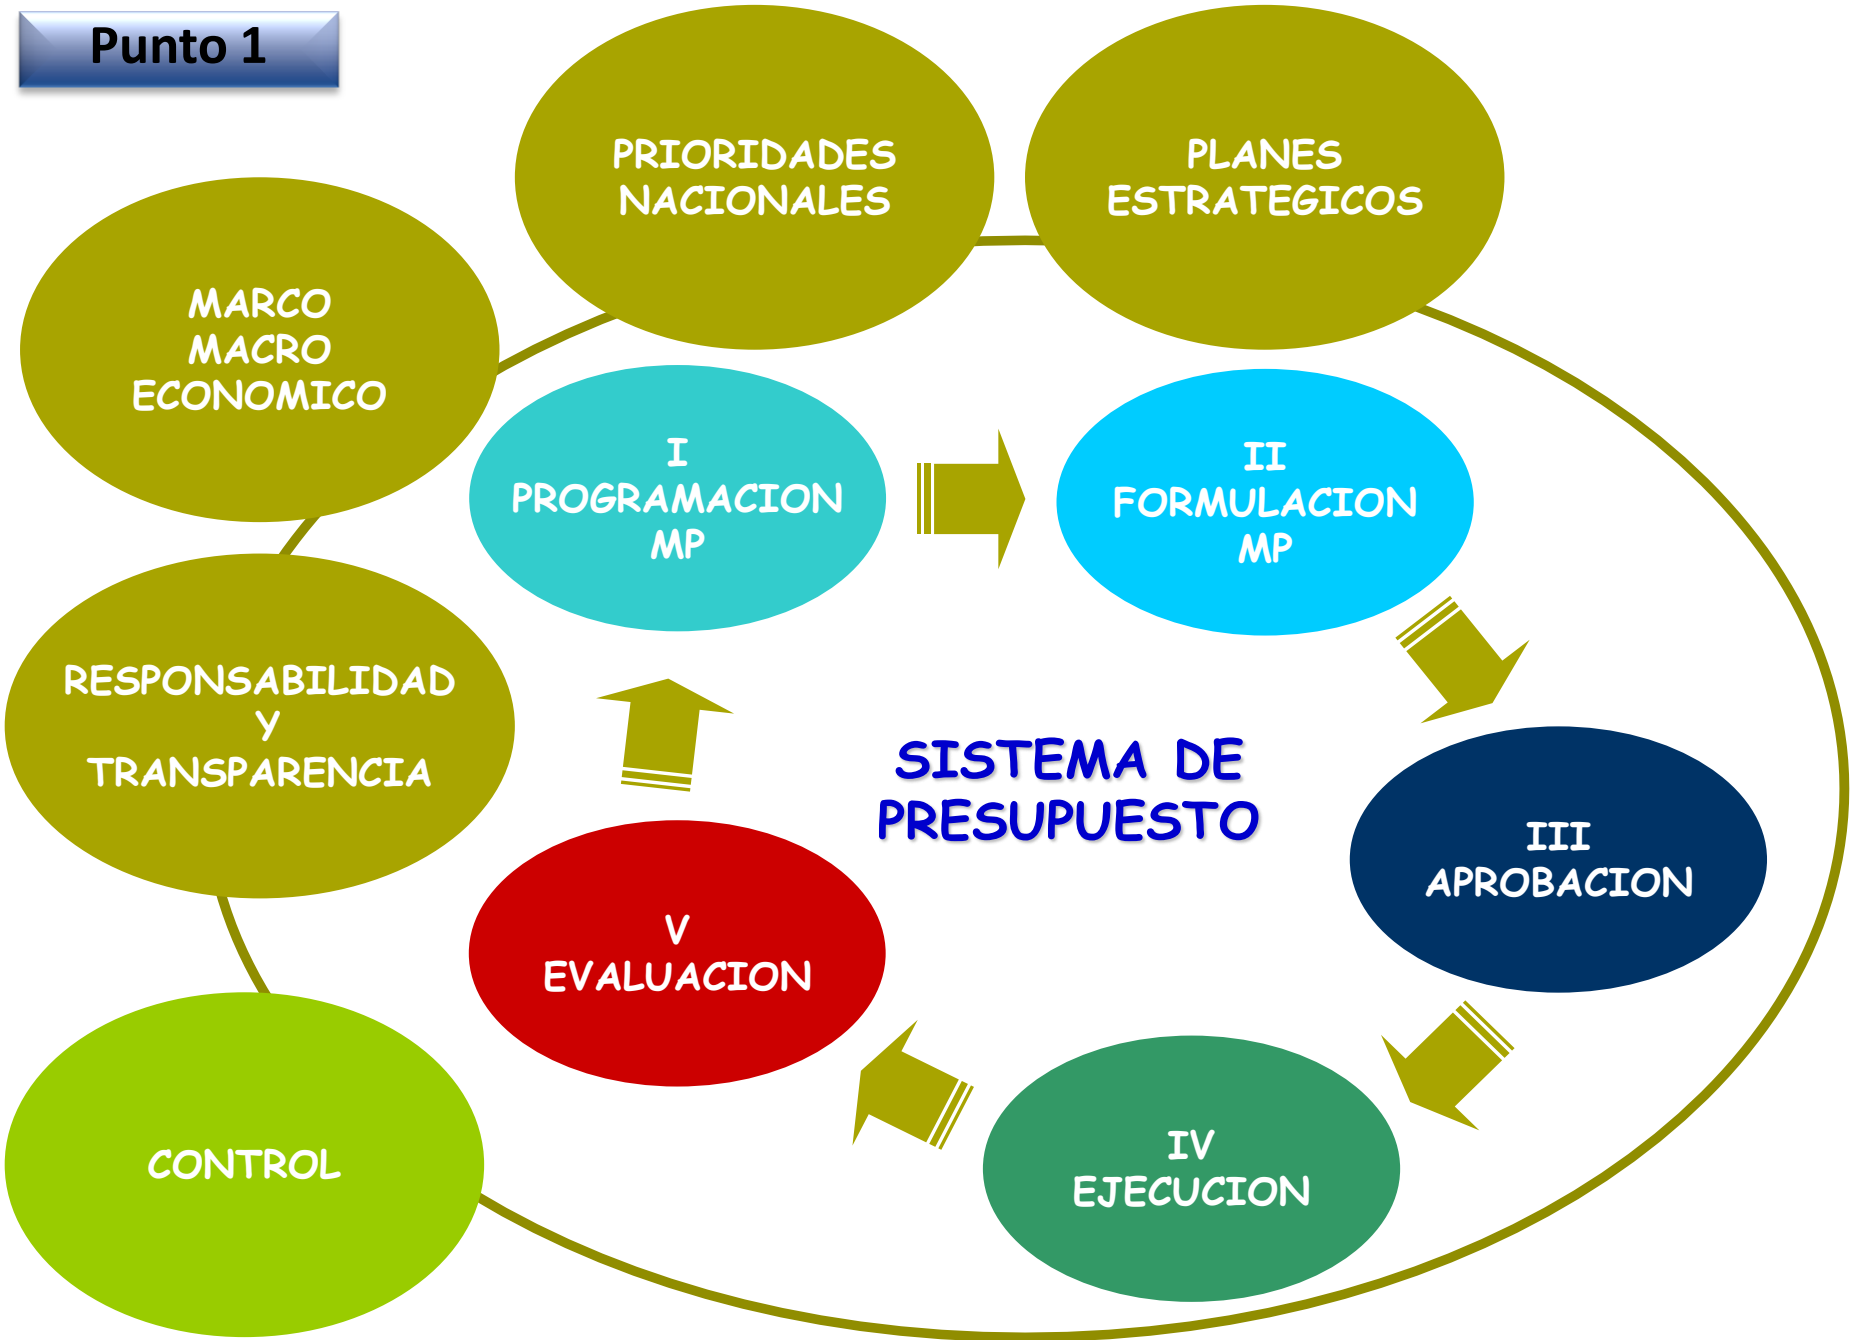 Punto 1
PRIORIDADES
NACIONALES
PLANES
ESTRATEGICOS
MARCO
MACRO
ECONOMICO
I
PROGRAMACION
MP
II
FORMULACION
MP
RESPONSABILIDAD
Y
TRANSPARENCIA
SISTEMA DE
PRESUPUESTO
III
APROBACION
V
EVALUACION
CONTROL
IV
EJECUCION